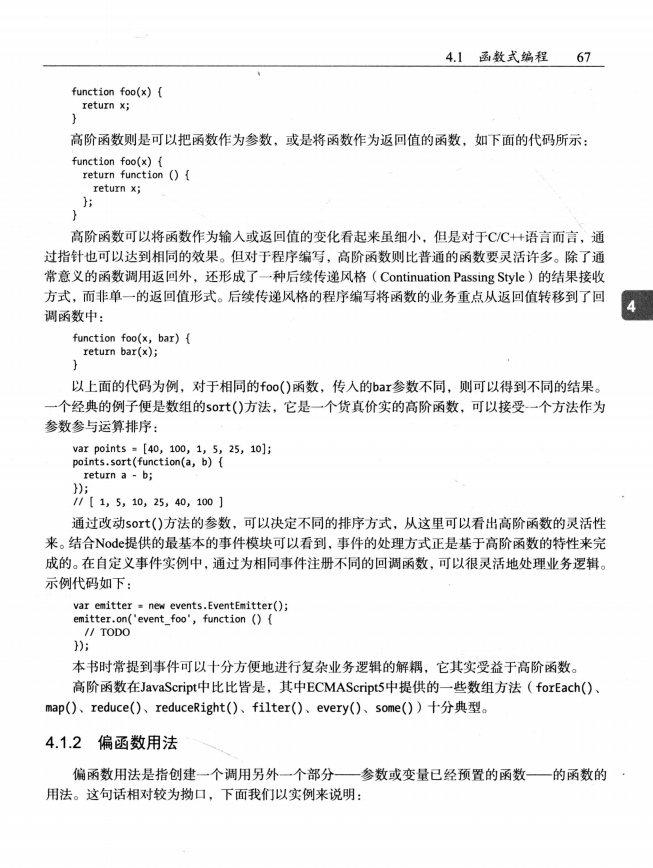 4.1 函数式编程 67
function foo(x) {
return x;
}
高阶函数则是可以把函数作为参数，或是将函数作为返回值的函数，如下面的代码所示：
function foo(x) {
return function () {
return x;
};
}
高阶函数可以将函数作为输入或返回值的变化看起来虽细小，但是对于C/C++语言而言，通
过指针也可以达到相同的效果。但对于程序编写，高阶函数则比普通的函数要灵活许多。除了通
常意义的函数调用返回外，还形成了一种后续传递风格（Continuation Passing Style）的结果接收
方式，而非单一的返回值形式。后续传递风格的程序编写将函数的业务重点从返回值转移到了回
调函数中：
4
function foo(x, bar) {
return bar(x);
}
以上面的代码为例，对于相同的foo()函数，传入的bar参数不同，则可以得到不同的结果。
一个经典的例子便是数组的sort()方法，它是一个货真价实的高阶函数，可以接受一个方法作为
参数参与运算排序：
var points = [40, 100, 1, 5, 25, 10];
points.sort(function(a, b) {
return a - b;
});
// [ 1, 5, 10, 25, 40, 100 ]
通过改动sort()方法的参数，可以决定不同的排序方式，从这里可以看出高阶函数的灵活性
来。结合Node提供的最基本的事件模块可以看到，事件的处理方式正是基于高阶函数的特性来完
成的。在自定义事件实例中，通过为相同事件注册不同的回调函数，可以很灵活地处理业务逻辑。
示例代码如下：
var emitter = new events.EventEmitter();
emitter.on('event_foo', function () {
// TODO
});
本书时常提到事件可以十分方便地进行复杂业务逻辑的解耦，它其实受益于高阶函数。
高阶函数在JavaScript中比比皆是，其中ECMAScript5中提供的一些数组方法（forEach()、
map()、reduce()、reduceRight()、filter()、every()、some()）十分典型。
4.1.2 偏函数用法
偏函数用法是指创建一个调用另外一个部分——参数或变量已经预置的函数——的函数的
用法。这句话相对较为拗口，下面我们以实例来说明：